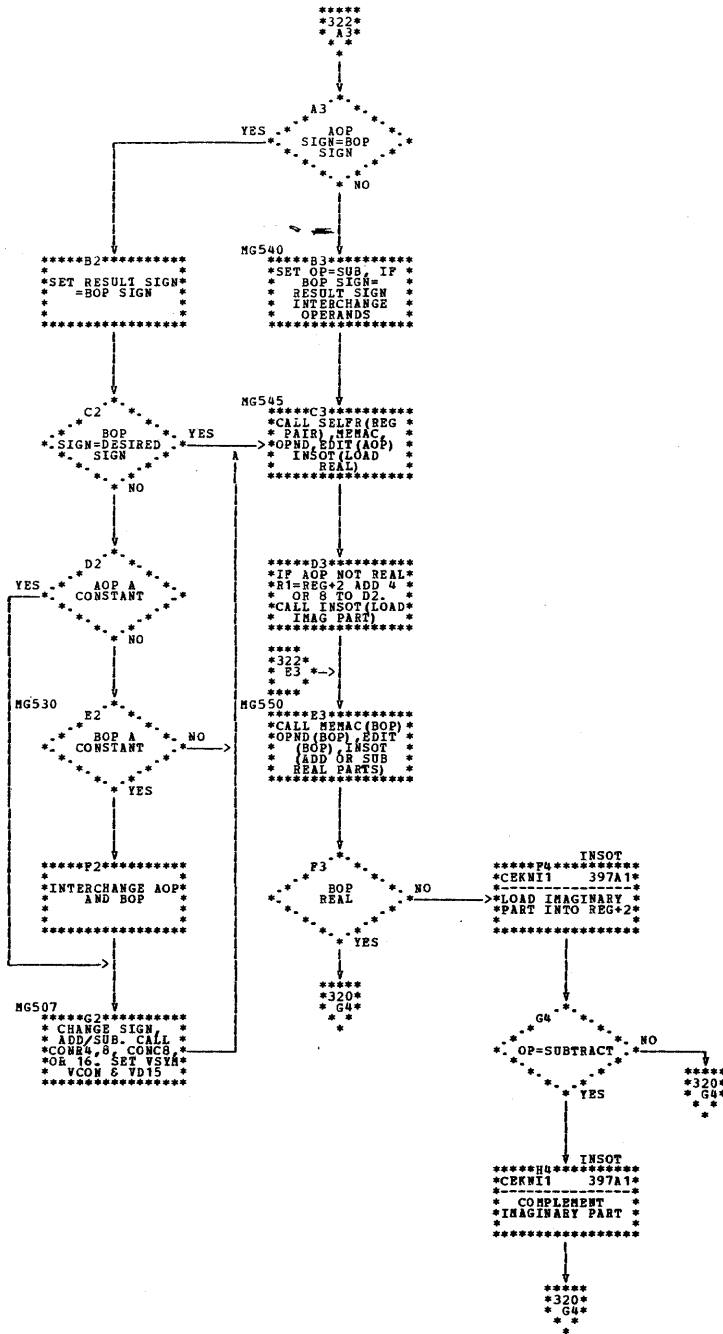 *322*
A3
A3
AOP
SIGN=BOP
SIGN
YES
NO
B2
SET RESULT SIGN
=BOP SIGN
MG540
B3
SET OP=SUB, IF
BOP SIGN=
RESULT SIGN
INTERCHANGE
OPERANDS
C2
BOP
SIGN=DESIRED
SIGN
YES
NO
MG545
C3
CALL SELFR(REG
PAIR),MEMAC,
OPND,EDIT(AOP)
INSOT(LOAD
REAL)
A
D2
AOP A
CONSTANT
YES
NO
D3
IF AOP NOT REAL
R1=REG+2 ADD 4
OR 8 TO D2.
CALL INSOT(LOAD
IMAG PART)
*322*
E3
MG530
E2
BOP A
CONSTANT
NO
YES
MG550
E3
CALL MEMAC(BOP)
OPND(BOP),EDIT
(BOP),INSOT
(ADD OR SUB
REAL PARTS)
F2
INTERCHANGE AOP
AND BOP
F3
BOP
REAL
NO
YES
INSOT
F4
CEKNI1 397A1
LOAD IMAGINARY
PART INTO REG+2
*320*
G4
MG507
G2
CHANGE SIGN,
ADD/SUB. CALL
CONR4,8, CONC8,
OR 16. SET VSYM
VCON & VD15
G4
OP=SUBTRACT
NO
YES
*320*
G4
INSOT
H4
CEKNI1 397A1
COMPLEMENT
IMAGINARY PART
*320*
G4